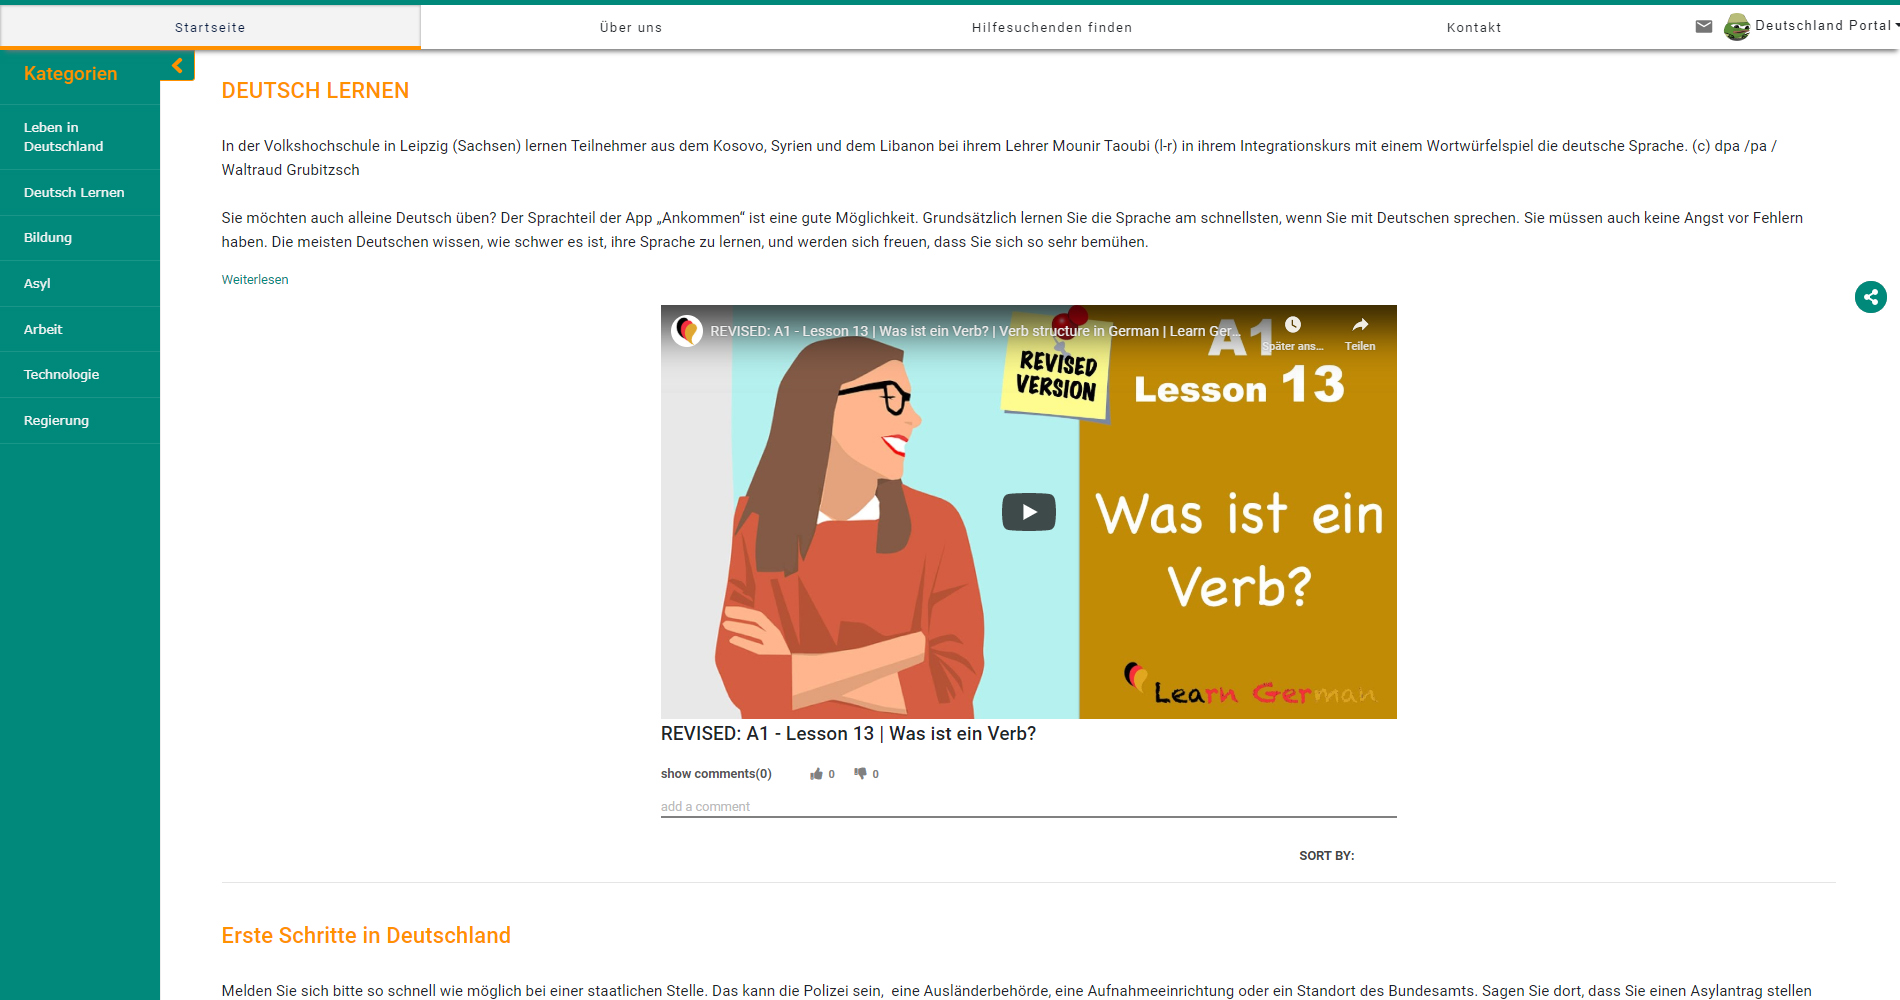 Startseite
Über uns
Hilfesuchenden finden
Kontakt
Deutschland Portal
Kategorien
Leben in
Deutschland
Deutsch Lernen
Bildung
Asyl
Arbeit
Technologie
Regierung
DEUTSCH LERNEN
In der Volkshochschule in Leipzig (Sachsen) lernen Teilnehmer aus dem Kosovo, Syrien und dem Libanon bei ihrem Lehrer Mounir Taoubi (l-r) in ihrem Integrationskurs mit einem Wortwürfelspiel die deutsche Sprache. (c) dpa /pa /
Waltraud Grubitzsch
Sie möchten auch alleine Deutsch üben? Der Sprachteil der App „Ankommen“ ist eine gute Möglichkeit. Grundsätzlich lernen Sie die Sprache am schnellsten, wenn Sie mit Deutschen sprechen. Sie müssen auch keine Angst vor Fehlern
haben. Die meisten Deutschen wissen, wie schwer es ist, ihre Sprache zu lernen, und werden sich freuen, dass Sie sich so sehr bemühen.
Weiterlesen
REVISED: A1 - Lesson 13 | Was ist ein Verb? | Verb structure in German | Learn Ger...
Später ans...
Teilen
REVISED
VERSION
A1
Lesson 13
Was ist ein
Verb?
Learn German
REVISED: A1 - Lesson 13 | Was ist ein Verb?
show comments(0)
0
0
add a comment
SORT BY:
Erste Schritte in Deutschland
Melden Sie sich bitte so schnell wie möglich bei einer staatlichen Stelle. Das kann die Polizei sein, eine Ausländerbehörde, eine Aufnahmeeinrichtung oder ein Standort des Bundesamts. Sagen Sie dort, dass Sie einen Asylantrag stellen